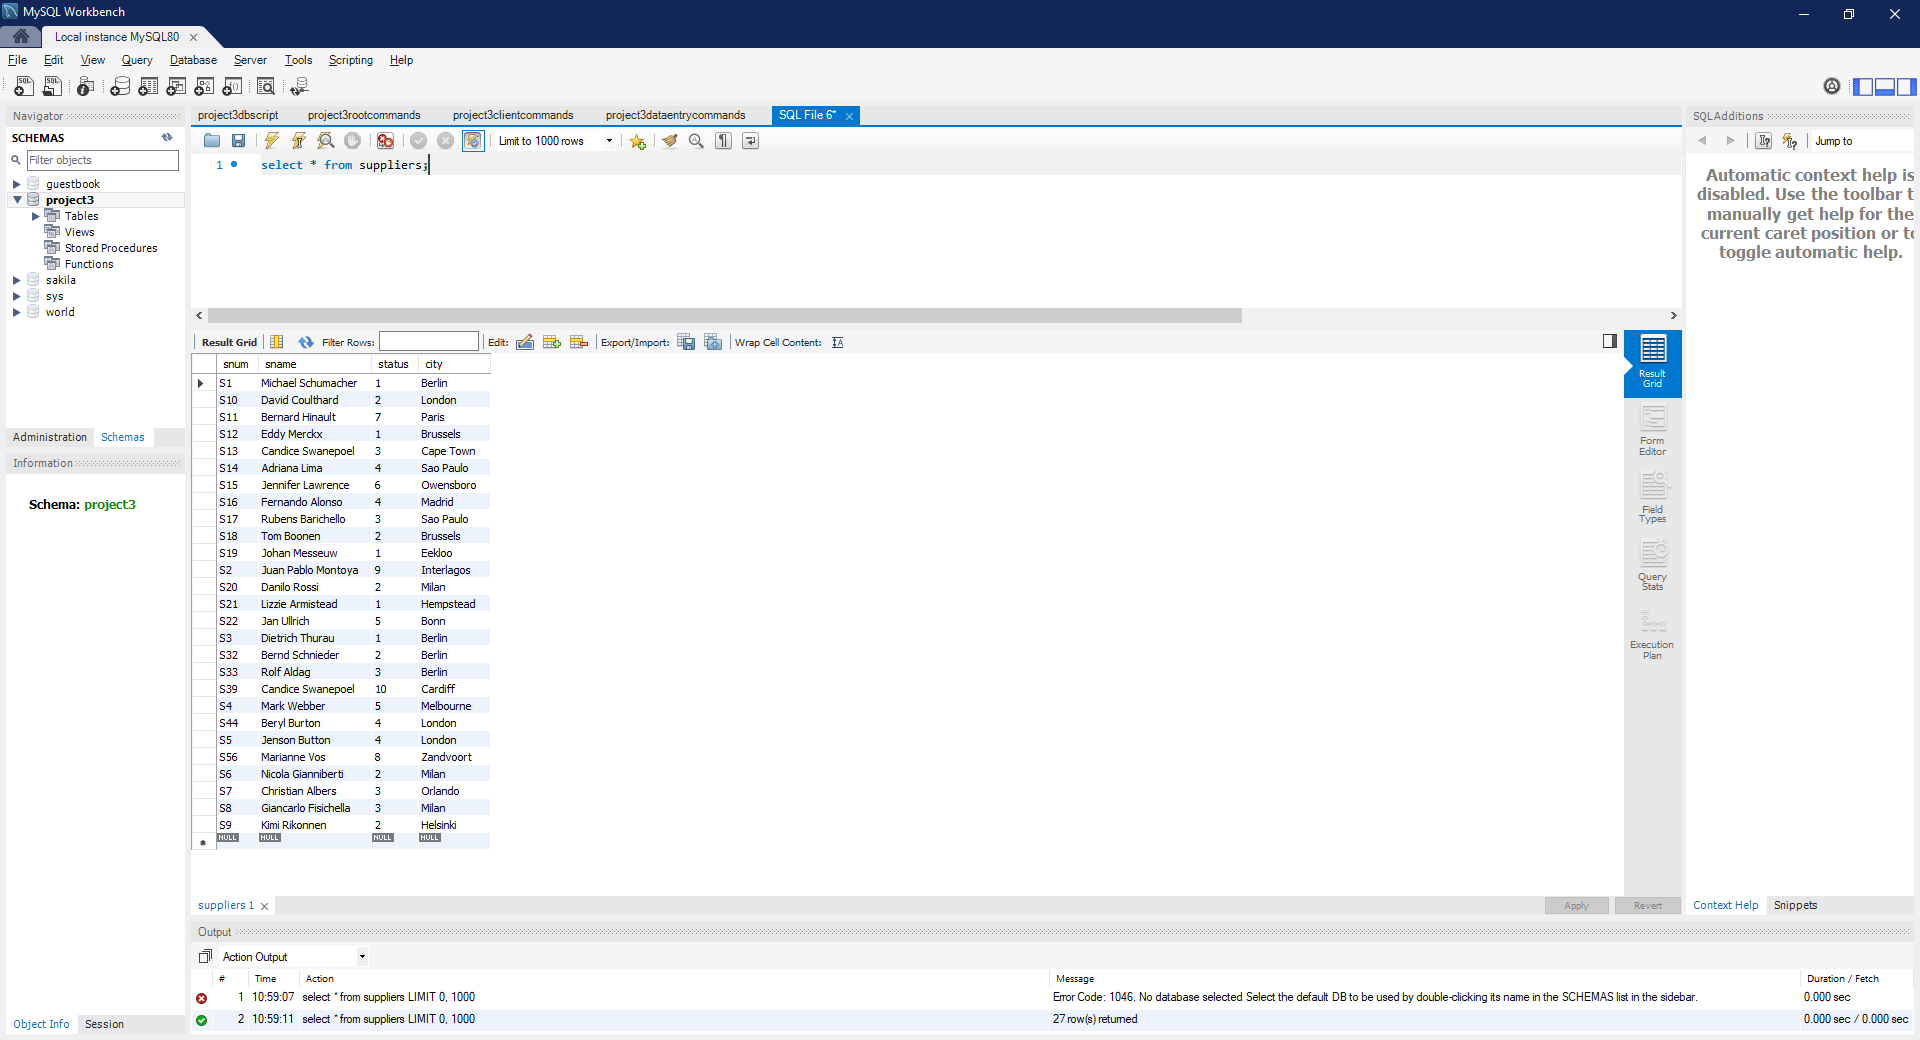 MySQL Workbench
Local instance MySQL80
File Edit View Query Database Server Tools Scripting Help
Navigator
SCHEMAS
Filter objects
guestbook
project3
Tables
Views
Stored Procedures
Functions
sakila
sys
world
Administration Schemas
Information
Schema: project3
Object Info Session
project3dbscript project3rootcommands project3clientcommands project3dataentrycommands SQL File 6*
Limit to 1000 rows
1 select * from suppliers;
Result Grid Filter Rows: Edit: Export/Import: Wrap Cell Content:
snum sname status city
S1 Michael Schumacher 1 Berlin
S10 David Coulthard 2 London
S11 Bernard Hinault 7 Paris
S12 Eddy Merckx 1 Brussels
S13 Candice Swanepoel 3 Cape Town
S14 Adriana Lima 4 Sao Paulo
S15 Jennifer Lawrence 6 Owensboro
S16 Fernando Alonso 4 Madrid
S17 Rubens Barichello 3 Sao Paulo
S18 Tom Boonen 2 Brussels
S19 Johan Messeuw 1 Eekloo
S2 Juan Pablo Montoya 9 Interlagos
S20 Danilo Rossi 2 Milan
S21 Lizzie Armistead 1 Hempstead
S22 Jan Ullrich 5 Bonn
S3 Dietrich Thurau 1 Berlin
S32 Bernd Schnieder 2 Berlin
S33 Rolf Aldag 3 Berlin
S39 Candice Swanepoel 10 Cardiff
S4 Mark Webber 5 Melbourne
S44 Beryl Burton 4 London
S5 Jenson Button 4 London
S56 Marianne Vos 8 Zandvoort
S6 Nicola Gianniberti 2 Milan
S7 Christian Albers 3 Orlando
S8 Giancarlo Fisichella 3 Milan
S9 Kimi Rikonnen 2 Helsinki
NULL NULL NULL NULL
Result
Grid
Form
Editor
Field
Types
Query
Stats
Execution
Plan
suppliers 1 Apply Revert
SQLAdditions
Jump to
Automatic context help is
disabled. Use the toolbar t
manually get help for the
current caret position or to
toggle automatic help.
Context Help Snippets
Output
Action Output
# Time Action Message Duration / Fetch
1 10:59:07 select * from suppliers LIMIT 0, 1000 Error Code: 1046. No database selected Select the default DB to be used by double-clicking its name in the SCHEMAS list in the sidebar. 0.000 sec
2 10:59:11 select * from suppliers LIMIT 0, 1000 27 row(s) returned 0.000 sec / 0.000 sec